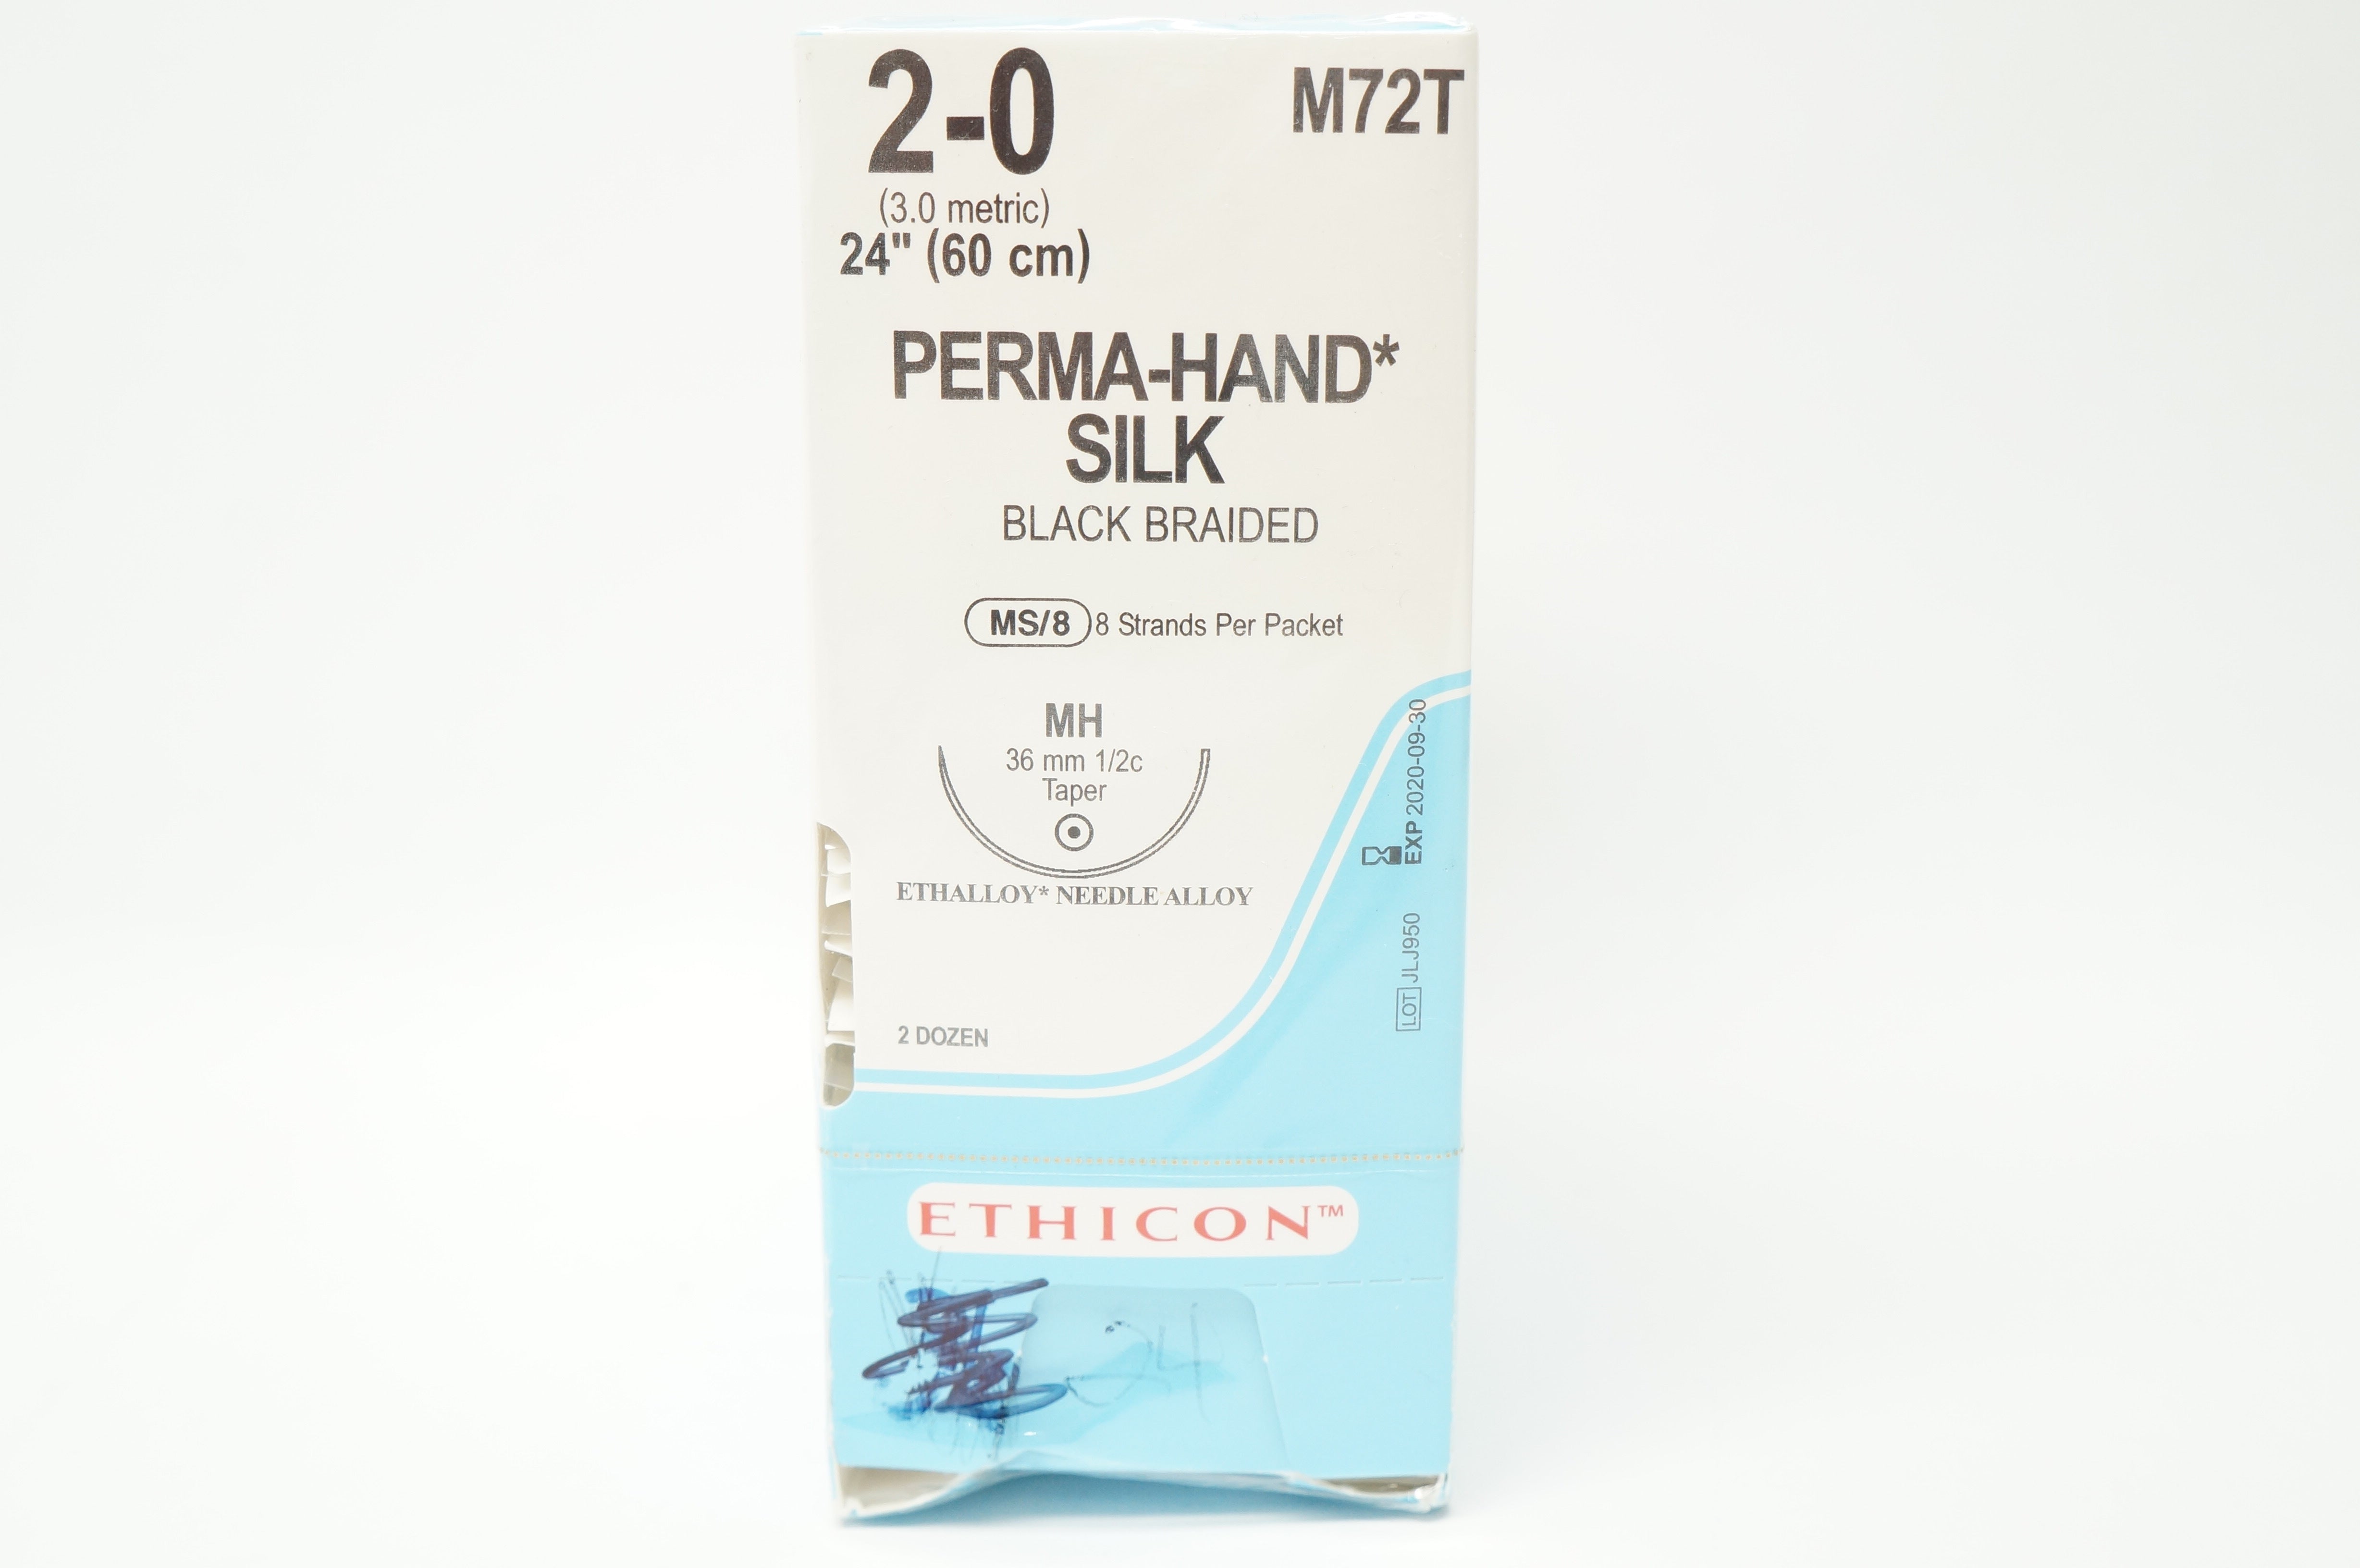 2-0
M72T
(3.0 metric)
24" (60 cm)
PERMA-HAND*
SILK
BLACK BRAIDED
MS/8 8 Strands Per Packet
MH
36 mm 1/2c
Taper
ETHALLOY* NEEDLE ALLOY
EXP 2020-09-30
LOT JLJ950
2 DOZEN
ETHICON™